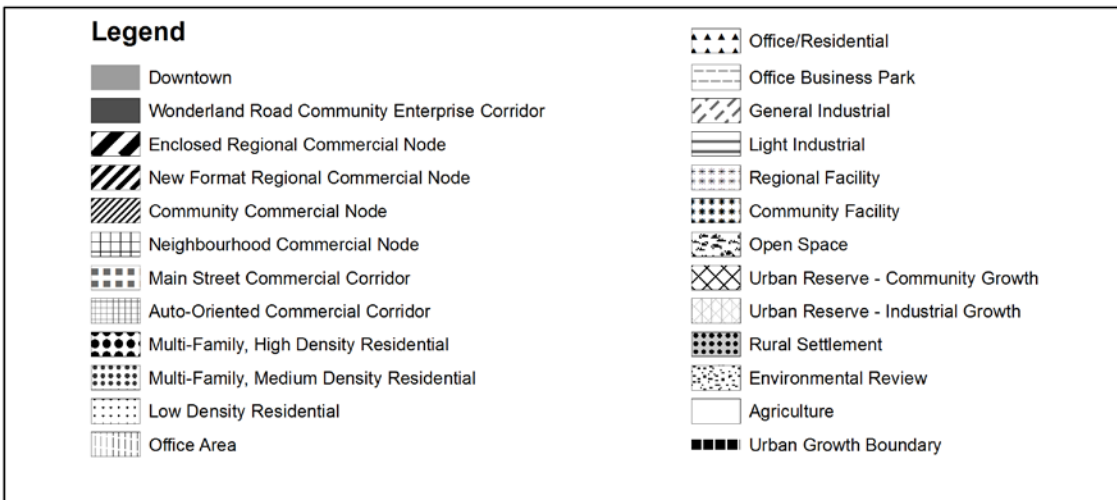 Legend
Downtown
Wonderland Road Community Enterprise Corridor
Enclosed Regional Commercial Node
New Format Regional Commercial Node
Community Commercial Node
Neighbourhood Commercial Node
Main Street Commercial Corridor
Auto-Oriented Commercial Corridor
Multi-Family, High Density Residential
Multi-Family, Medium Density Residential
Low Density Residential
Office Area
Office/Residential
Office Business Park
General Industrial
Light Industrial
Regional Facility
Community Facility
Open Space
Urban Reserve - Community Growth
Urban Reserve - Industrial Growth
Rural Settlement
Environmental Review
Agriculture
Urban Growth Boundary